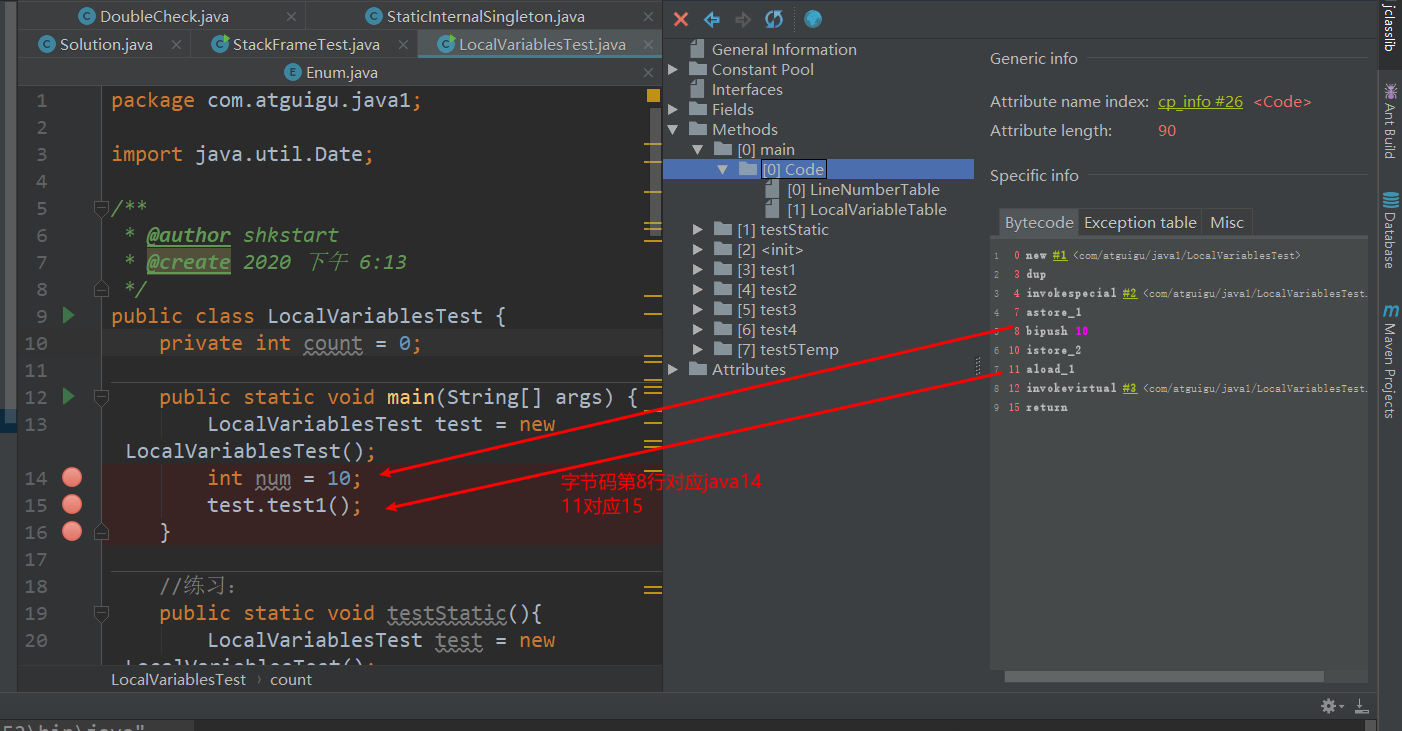 DoubleCheck.java
StaticInternalSingleton.java
Solution.java
StackFrameTest.java
LocalVariablesTest.java
Enum.java
1 package com.atguigu.java1;
2
3 import java.util.Date;
4
5 /**
6 * @author shkstart
7 * @create 2020 下午 6:13
8 */
9 public class LocalVariablesTest {
10 private int count = 0;
11
12 public static void main(String[] args) {
13 LocalVariablesTest test = new
LocalVariablesTest();
14 int num = 10;
15 test.test1();
16 }
17
18 //练习:
19 public static void testStatic(){
20 LocalVariablesTest test = new
LocalVariablesTest();
字节码第8行对应java14
11对应15
LocalVariablesTest › count
General Information
Constant Pool
Interfaces
Fields
Methods
[0] main
[0] Code
[0] LineNumberTable
[1] LocalVariableTable
[1] testStatic
[2] <init>
[3] test1
[4] test2
[5] test3
[6] test4
[7] test5Temp
Attributes
Generic info
Attribute name index: cp_info #26 <Code>
Attribute length: 90
Specific info
Bytecode Exception table Misc
1 0 new #1 <com/atguigu/java1/LocalVariablesTest>
2 3 dup
3 4 invokespecial #2 <com/atguigu/java1/LocalVariablesTest.
4 7 astore_1
5 8 bipush 10
6 10 istore_2
7 11 aload_1
8 12 invokevirtual #3 <com/atguigu/java1/LocalVariablesTest.
9 15 return
jclasslib
Ant Build
Database
Maven Projects